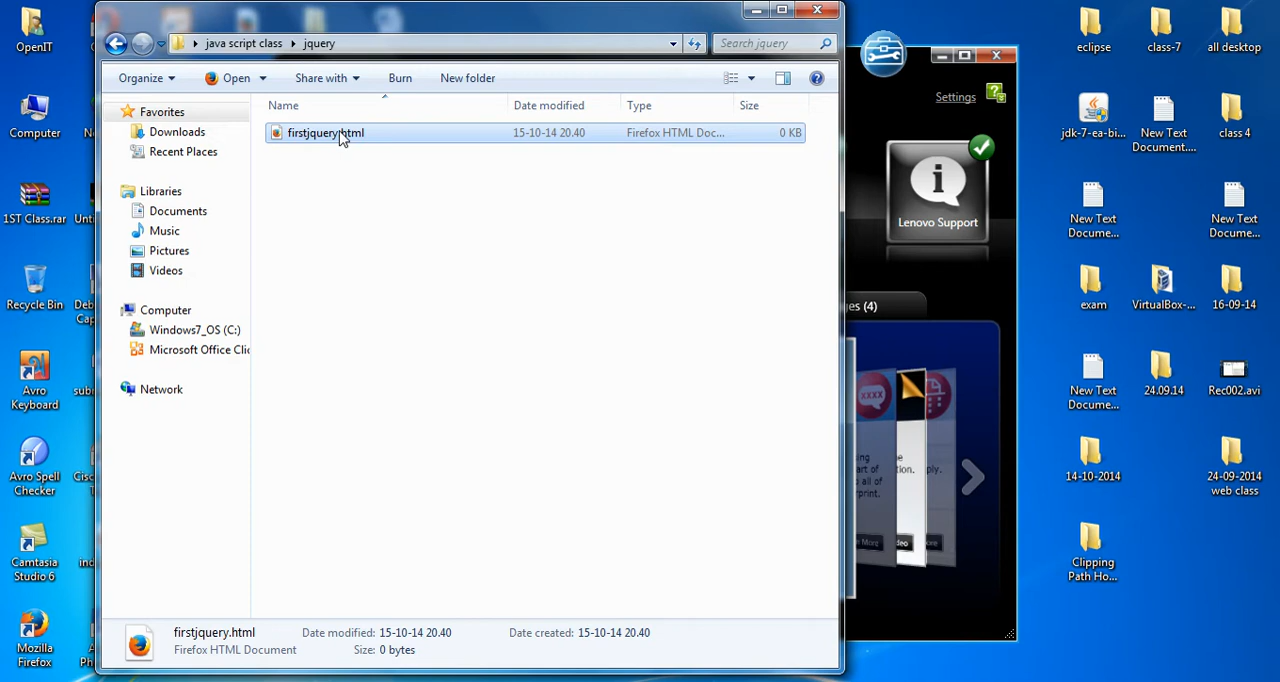 OpenIT
Computer
1ST Class.rar
Recycle Bin
Avro
Keyboard
Avro Spell
Checker
Camtasia
Studio 6
Mozilla
Firefox
java script class
jquery
Search jquery
Organize
Open
Share with
Burn
New folder
Favorites
Downloads
Recent Places
Libraries
Documents
Music
Pictures
Videos
Computer
Windows7_OS (C:)
Microsoft Office Clic
Network
Name
Date modified
Type
Size
firstjquery.html
15-10-14 20.40
Firefox HTML Doc...
0 KB
firstjquery.html
Date modified: 15-10-14 20.40
Date created: 15-10-14 20.40
Firefox HTML Document
Size: 0 bytes
Settings
Lenovo Support
ges (4)
xxxx
eclipse
class-7
all desktop
jdk-7-ea-bi...
New Text
Document....
class 4
New Text
Docume...
New Text
Docume...
exam
VirtualBox-...
16-09-14
New Text
Docume...
24.09.14
Rec002.avi
14-10-2014
24-09-2014
web class
Clipping
Path Ho...